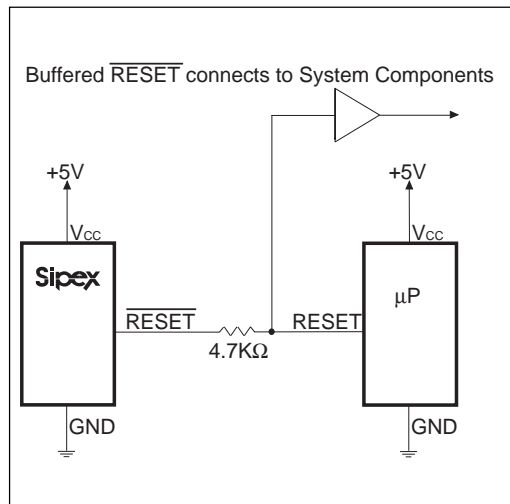 Buffered RESET connects to System Components
+5V
+5V
Vcc
Vcc
Sipex
μP
RESET
RESET
4.7KΩ
GND
GND